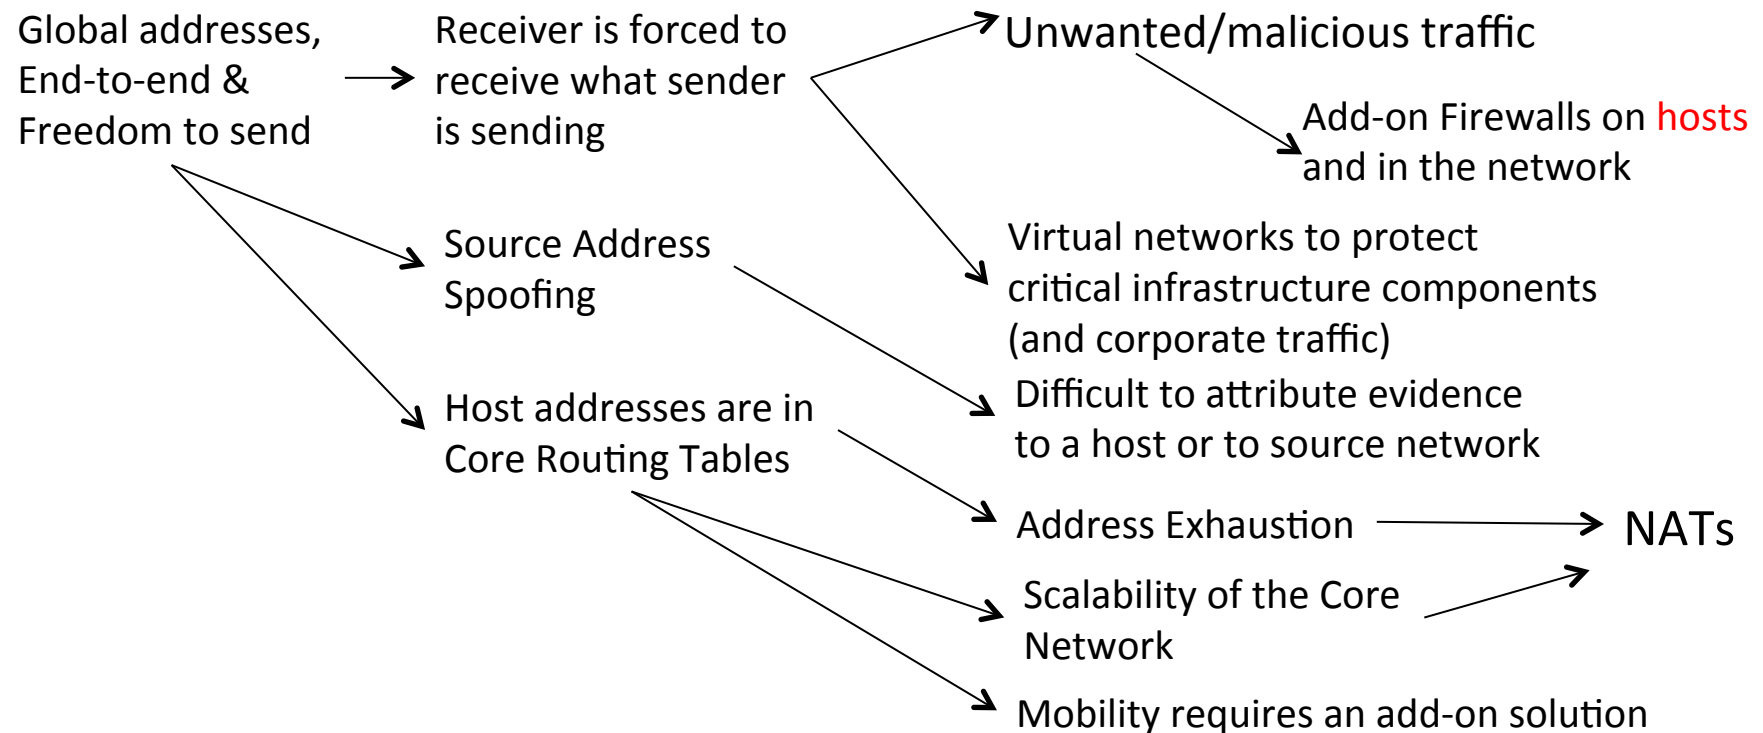 Global addresses,
End-to-end &
Freedom to send
Receiver is forced to
receive what sender
is sending
Unwanted/malicious traffic
Add-on Firewalls on hosts
and in the network
Source Address
Spoofing
Virtual networks to protect
critical infrastructure components
(and corporate traffic)
Difficult to attribute evidence
to a host or to source network
Host addresses are in
Core Routing Tables
Address Exhaustion
NATs
Scalability of the Core
Network
Mobility requires an add-on solution